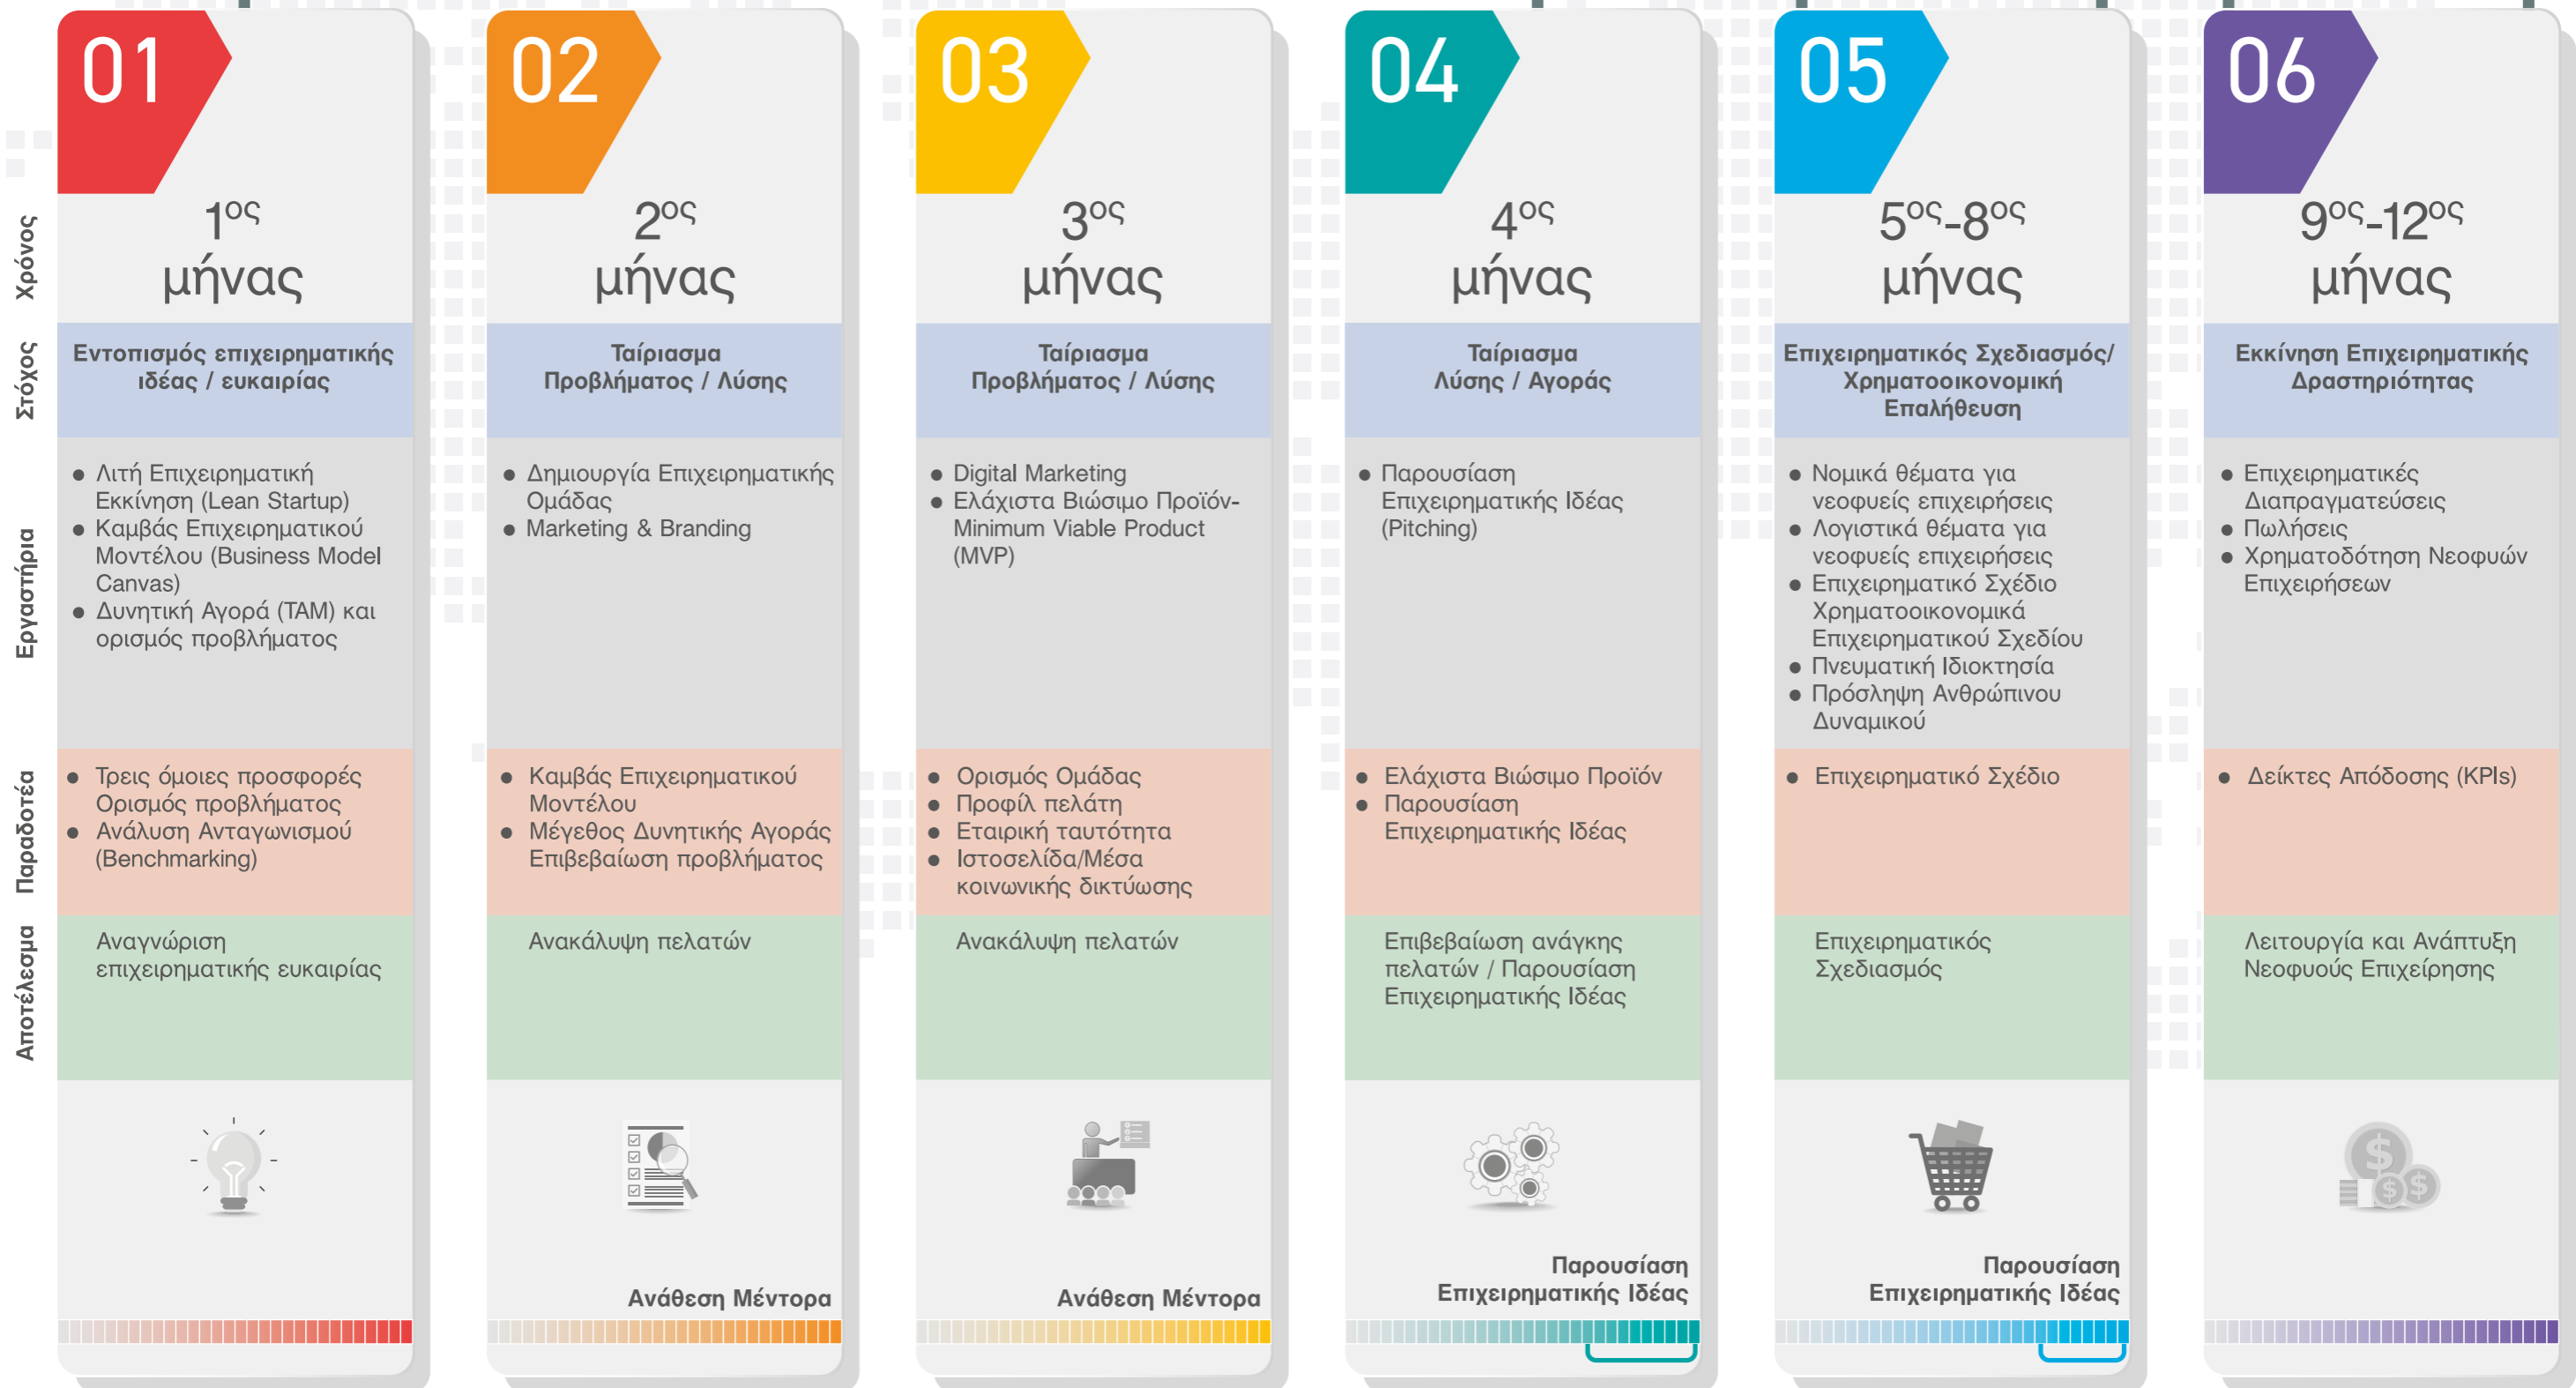 01
1ος
μήνας
Εντοπισμός επιχειρηματικής
ιδέας / ευκαιρίας
● Λιτή Επιχειρηματική
Εκκίνηση (Lean Startup)
● Καμβάς Επιχειρηματικού
Μοντέλου (Business Model
Canvas)
● Δυνητική Αγορά (TAM) και
ορισμός προβλήματος
● Τρεις όμοιες προσφορές
Ορισμός προβλήματος
● Ανάλυση Ανταγωνισμού
(Benchmarking)
Αναγνώριση
επιχειρηματικής ευκαιρίας
02
2ος
μήνας
Ταίριασμα
Προβλήματος / Λύσης
● Δημιουργία Επιχειρηματικής
Ομάδας
● Marketing & Branding
● Καμβάς Επιχειρηματικού
Μοντέλου
● Μέγεθος Δυνητικής Αγοράς
Επιβεβαίωση προβλήματος
Ανακάλυψη πελατών
Ανάθεση Μέντορα
03
3ος
μήνας
Ταίριασμα
Προβλήματος / Λύσης
● Digital Marketing
● Ελάχιστα Βιώσιμο Προϊόν-
Minimum Viable Product
(MVP)
● Ορισμός Ομάδας
● Προφίλ πελάτη
● Εταιρική ταυτότητα
● Ιστοσελίδα/Μέσα
κοινωνικής δικτύωσης
Ανακάλυψη πελατών
Ανάθεση Μέντορα
04
4ος
μήνας
Ταίριασμα
Λύσης / Αγοράς
● Παρουσίαση
Επιχειρηματικής Ιδέας
(Pitching)
● Ελάχιστα Βιώσιμο Προϊόν
● Παρουσίαση
Επιχειρηματικής Ιδέας
Επιβεβαίωση ανάγκης
πελατών / Παρουσίαση
Επιχειρηματικής Ιδέας
Παρουσίαση
Επιχειρηματικής Ιδέας
05
5ος-8ος
μήνας
Επιχειρηματικός Σχεδιασμός/
Χρηματοοικονομική
Επαλήθευση
● Νομικά θέματα για
νεοφυείς επιχειρήσεις
● Λογιστικά θέματα για
νεοφυείς επιχειρήσεις
● Επιχειρηματικό Σχέδιο
Χρηματοοικονομικά
Επιχειρηματικού Σχεδίου
● Πνευματική Ιδιοκτησία
● Πρόσληψη Ανθρώπινου
Δυναμικού
● Επιχειρηματικό Σχέδιο
Επιχειρηματικός
Σχεδιασμός
Παρουσίαση
Επιχειρηματικής Ιδέας
06
9ος-12ος
μήνας
Εκκίνηση Επιχειρηματικής
Δραστηριότητας
● Επιχειρηματικές
Διαπραγματεύσεις
● Πωλήσεις
● Χρηματοδότηση Νεοφυών
Επιχειρήσεων
● Δείκτες Απόδοσης (KPIs)
Λειτουργία και Ανάπτυξη
Νεοφυούς Επιχείρησης
$
$
$
Χρόνος
Στόχος
Εργαστήρια
Παραδοτέα
Αποτέλεσμα